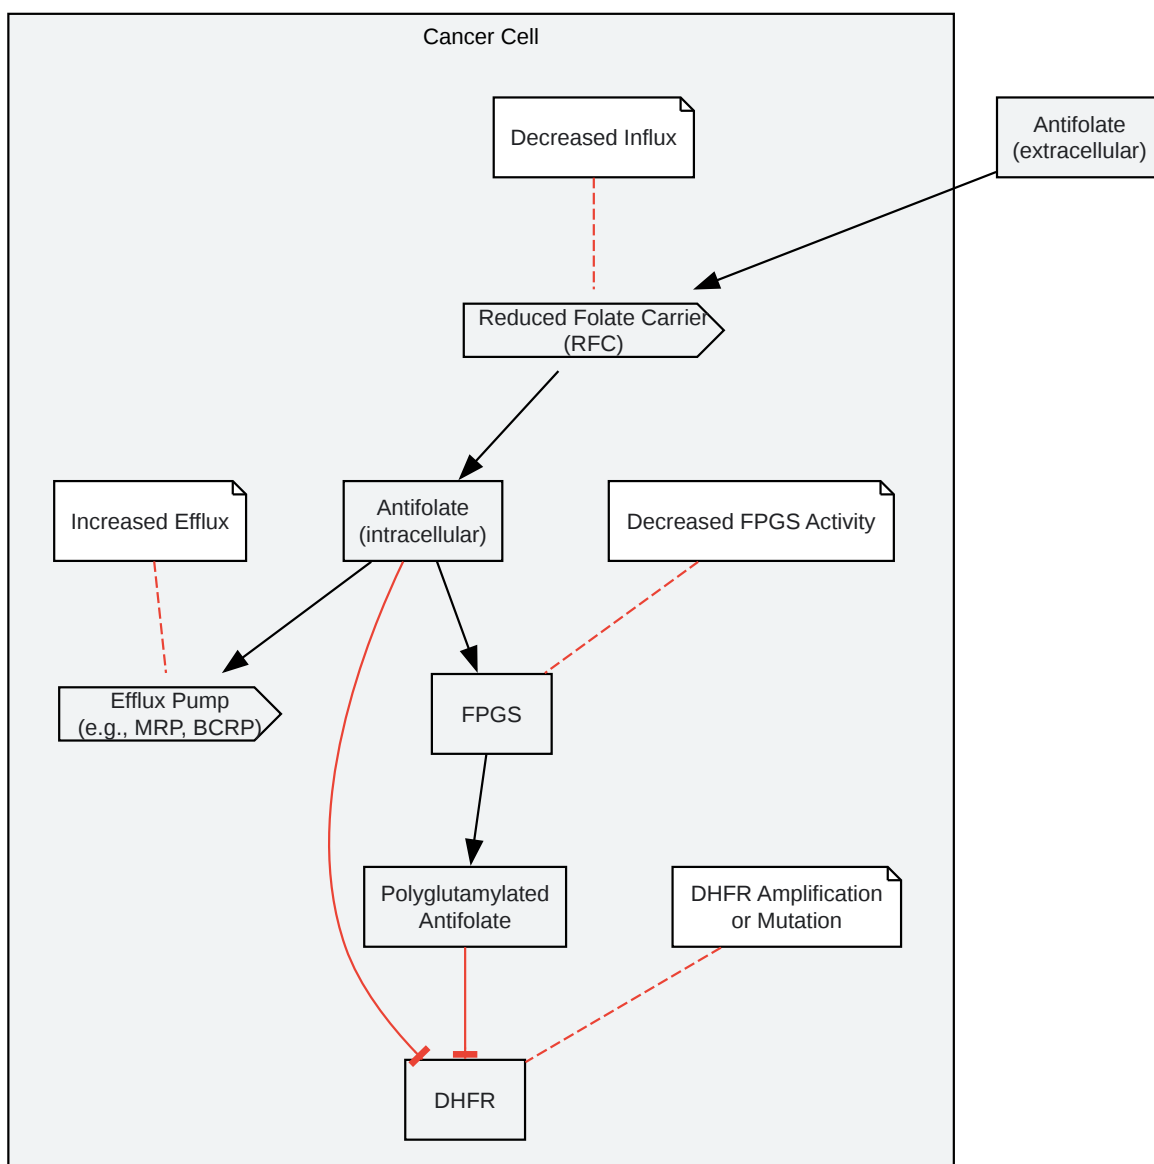 Cancer Cell
Decreased Influx
Antifolate
(extracellular)
Reduced Folate Carrier
(RFC)
Increased Efflux
Antifolate
(intracellular)
Decreased FPGS Activity
Efflux Pump
(e.g., MRP, BCRP)
FPGS
Polyglutamylated
Antifolate
DHFR Amplification
or Mutation
DHFR